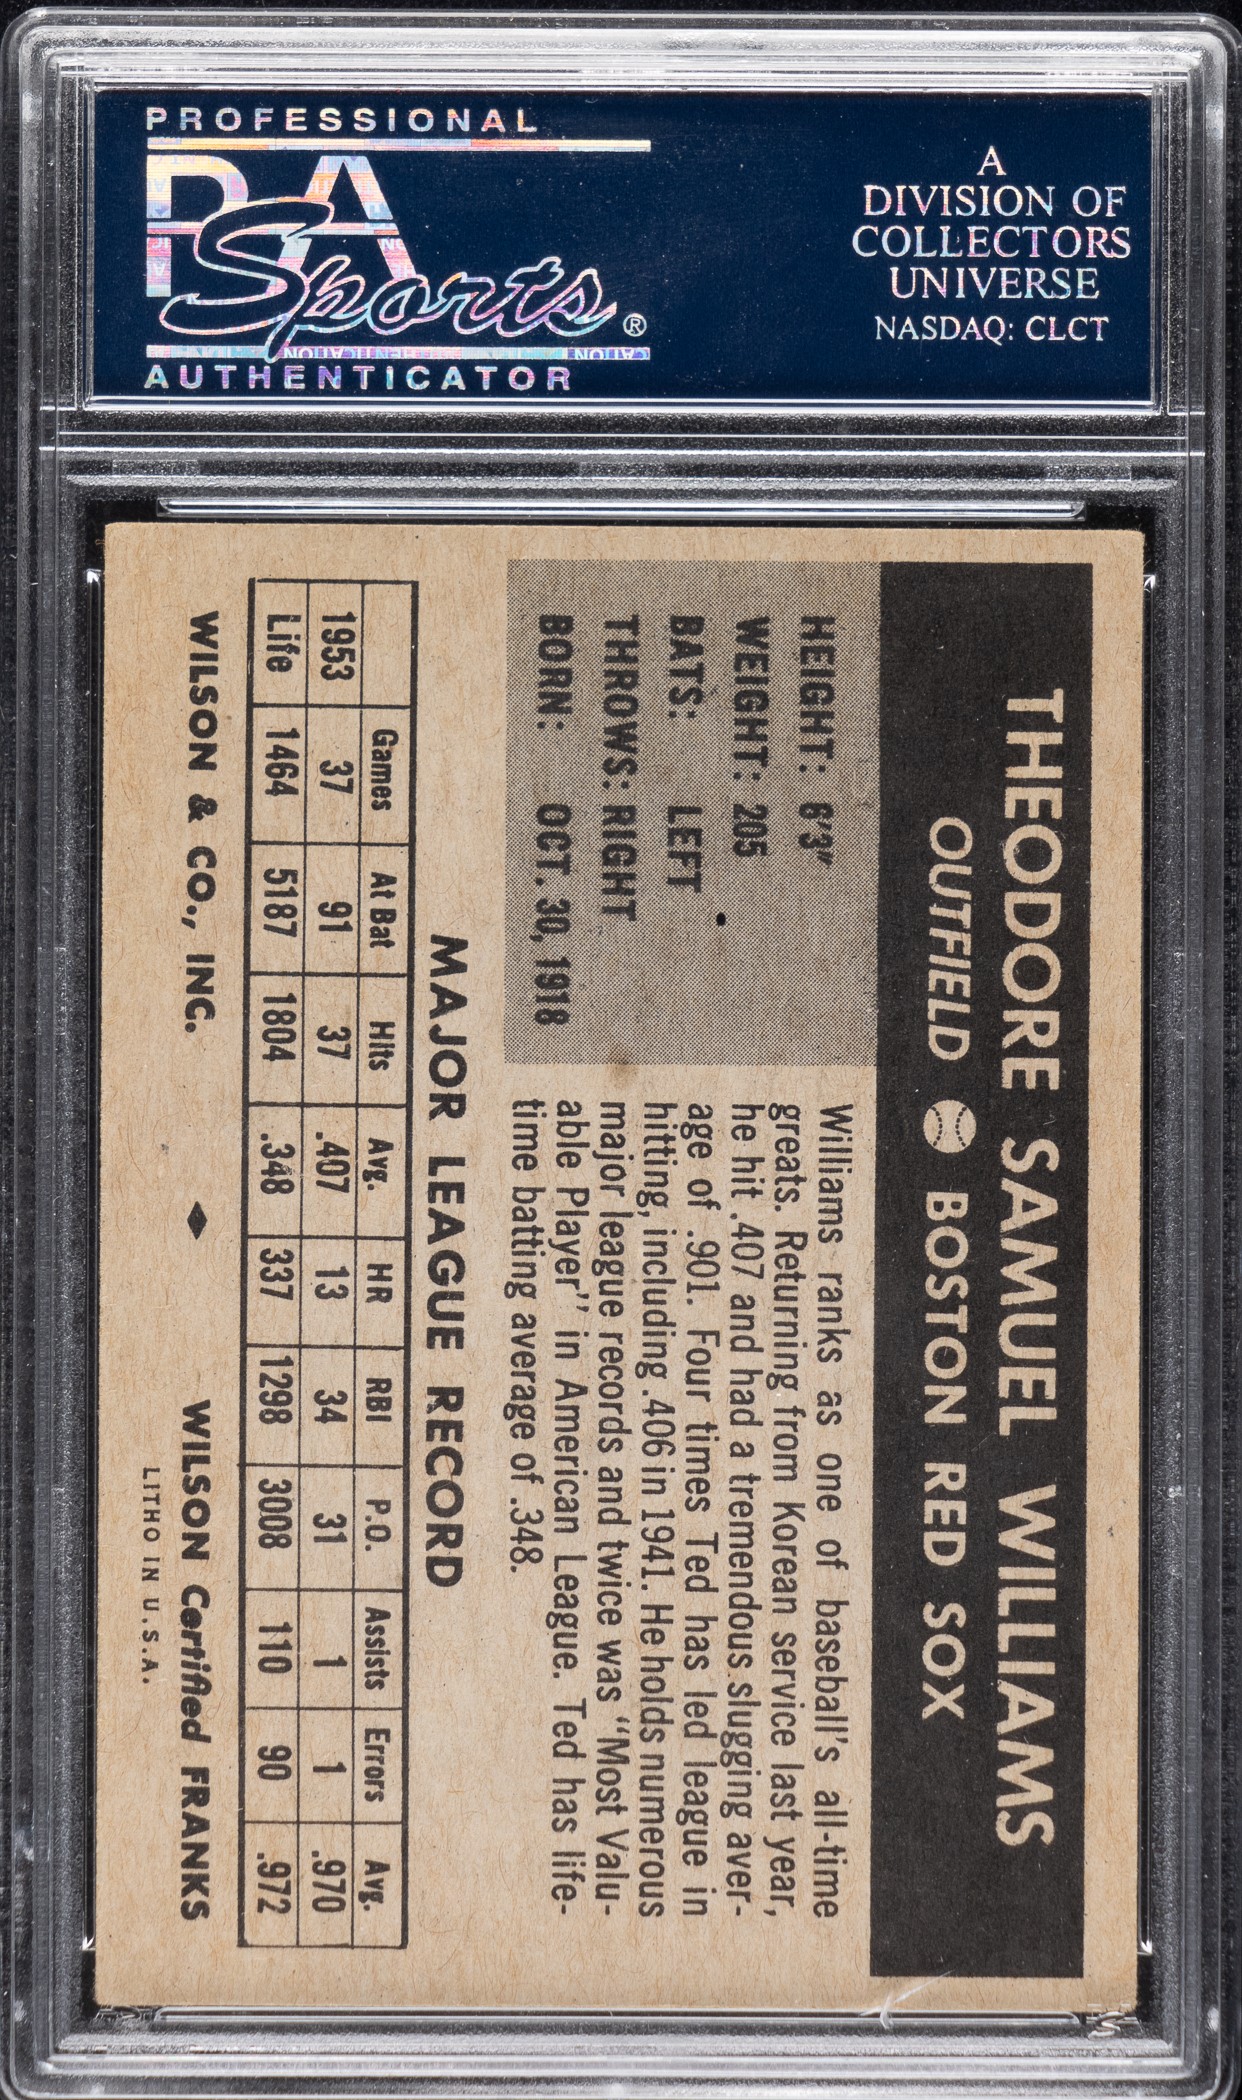 PROFESSIONAL
PSA
Sports®
AUTHENTICATOR
A
DIVISION OF
COLLECTORS
UNIVERSE
NASDAQ: CLCT
THEODORE SAMUEL WILLIAMS
OUTFIELD BOSTON RED SOX
HEIGHT: 6'3"
WEIGHT: 205
BATS: LEFT
THROWS: RIGHT
BORN: OCT. 30, 1918
Williams ranks as one of baseball's all-time
greats. Returning from Korean service last year,
he hit .407 and had a tremendous slugging aver-
age of .901. Four times Ted has led league in
hitting, including .406 in 1941. He holds numerous
major league records and twice was "Most Valu-
able Player" in American League. Ted has life-
time batting average of .348.
MAJOR LEAGUE RECORD
Games At Bat Hits Avg. HR RBI P.O. Assists Errors Avg.
1953 37 91 37 .407 13 34 31 1 1 .970
Life 1464 5187 1804 .348 337 1298 3008 110 90 .972
WILSON & CO., INC. ♦ WILSON Certified FRANKS
LITHO IN U.S.A.